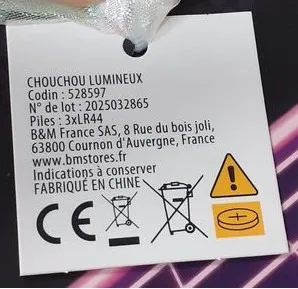 CHOUCHOU LUMINEUX
Codin : 528597
N° de lot : 2025032865
Piles : 3xLR44
B&M France SAS, 8 Rue du bois joli,
63800 Cournon d'Auvergne, France
www.bmstores.fr
Indications à conserver
FABRIQUÉ EN CHINE
CE